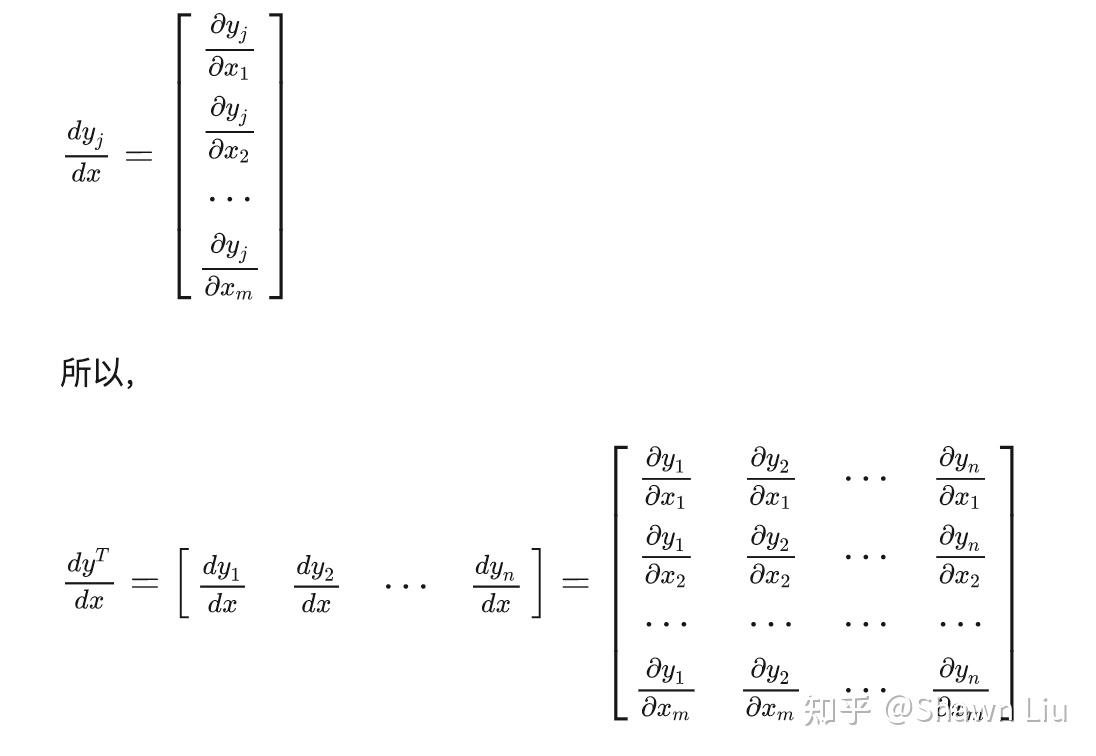 \frac{dy_j}{dx} = \begin{bmatrix} \frac{\partial y_j}{\partial x_1} \\ \frac{\partial y_j}{\partial x_2} \\ \cdots \\ \frac{\partial y_j}{\partial x_m} \end{bmatrix}
所以,
\frac{dy^T}{dx} = \begin{bmatrix} \frac{dy_1}{dx} & \frac{dy_2}{dx} & \cdots & \frac{dy_n}{dx} \end{bmatrix} = \begin{bmatrix} \frac{\partial y_1}{\partial x_1} & \frac{\partial y_2}{\partial x_1} & \cdots & \frac{\partial y_n}{\partial x_1} \\ \frac{\partial y_1}{\partial x_2} & \frac{\partial y_2}{\partial x_2} & \cdots & \frac{\partial y_n}{\partial x_2} \\ \cdots & \cdots & \cdots & \cdots \\ \frac{\partial y_1}{\partial x_m} & \frac{\partial y_2}{\partial x_m} & \cdots & \frac{\partial y_n}{\partial x_m} \end{bmatrix}
知乎 @Shawn Liu